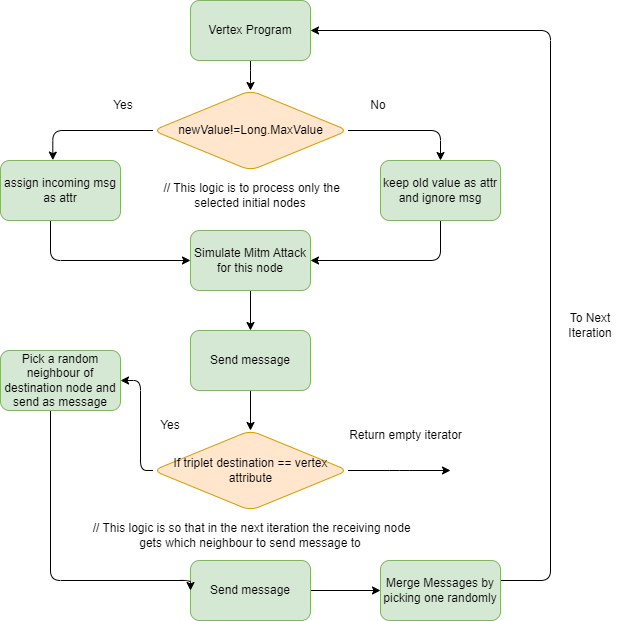 Vertex Program
Yes
No
newValue!=Long.MaxValue
assign incoming msg
as attr
// This logic is to process only the
selected initial nodes
keep old value as attr
and ignore msg
Simulate Mitm Attack
for this node
To Next
Iteration
Send message
Pick a random
neighbour of
destination node and
send as message
Yes
Return empty iterator
If triplet destination == vertex
attribute
// This logic is so that in the next iteration the receiving node
gets which neighbour to send message to
Send message
Merge Messages by
picking one randomly